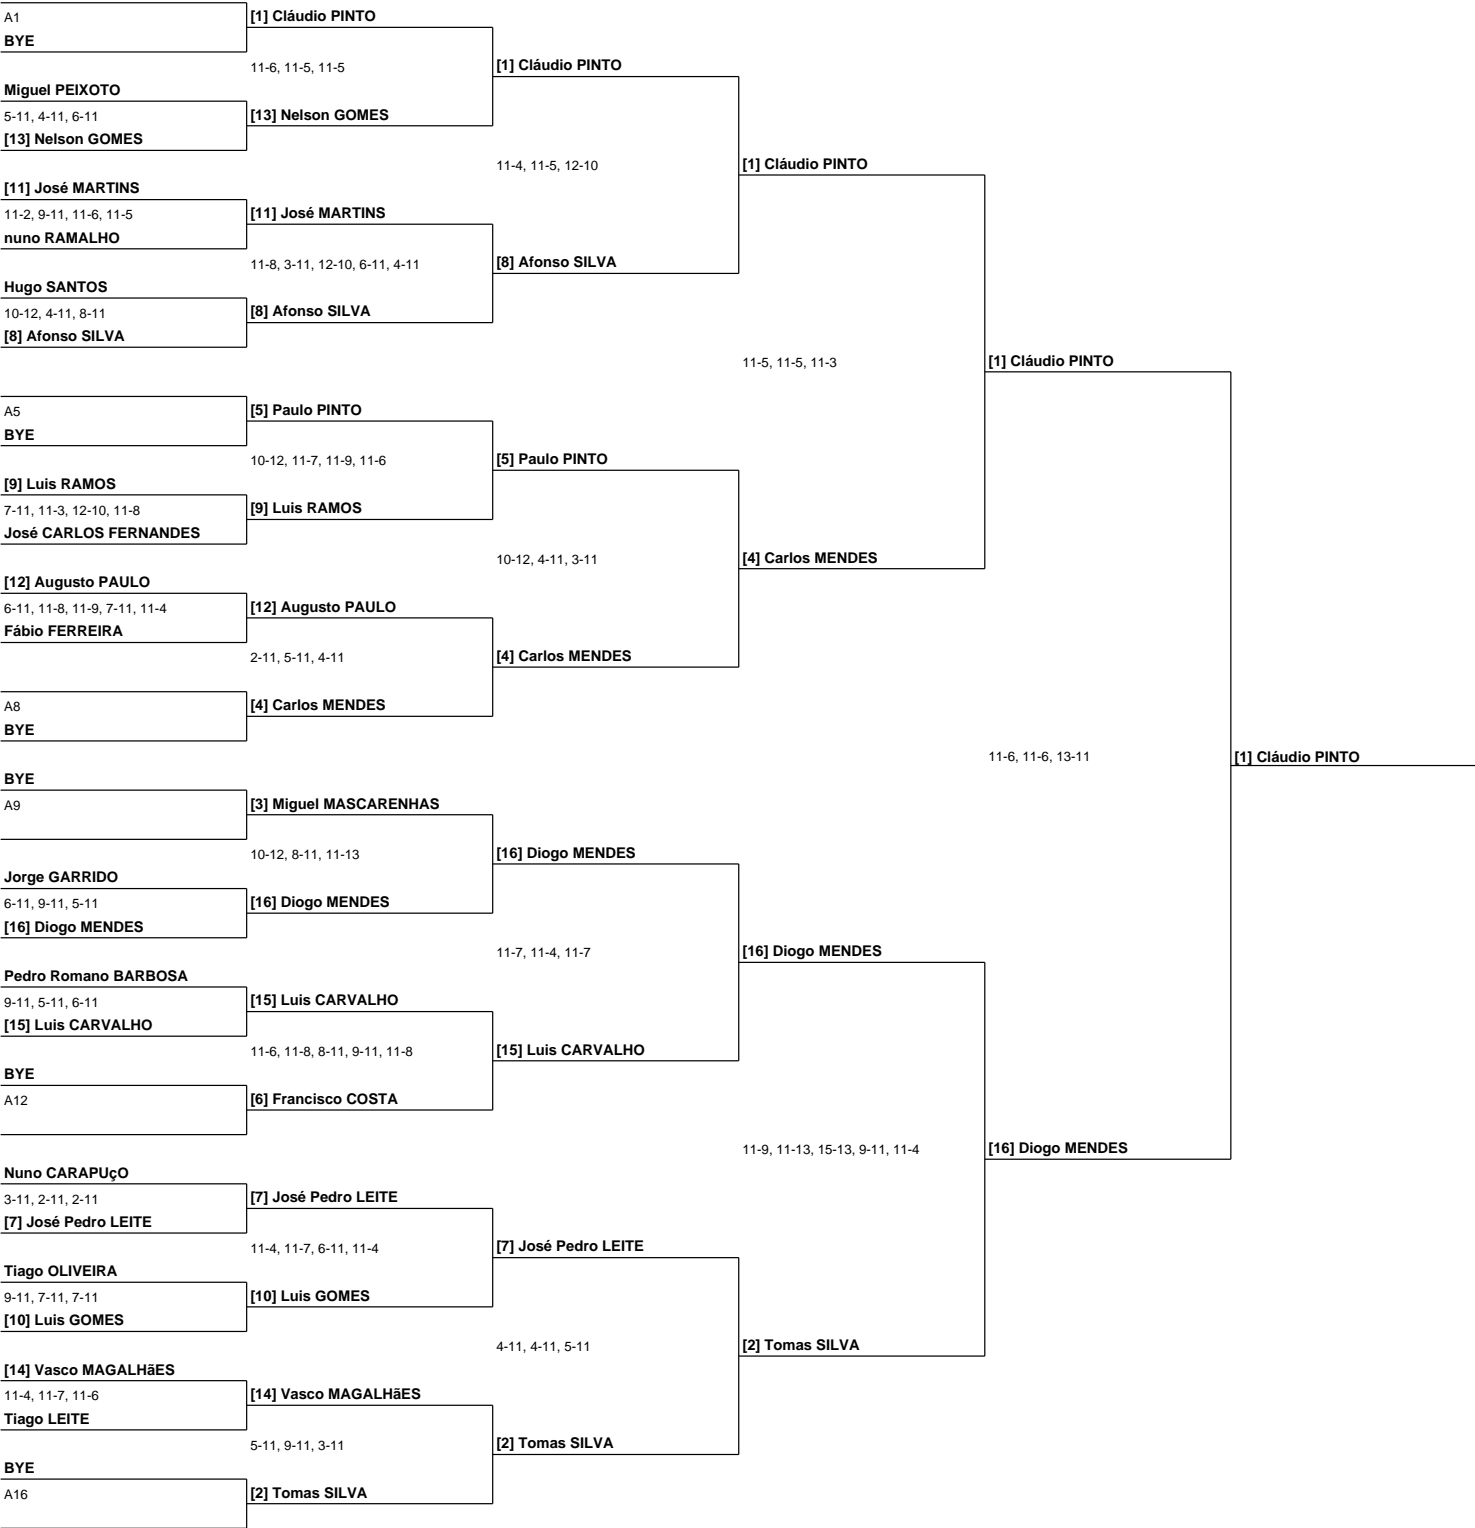 A1
BYE
[1] Cláudio PINTO
11-6, 11-5, 11-5
Miguel PEIXOTO
5-11, 4-11, 6-11
[13] Nelson GOMES
[13] Nelson GOMES
[1] Cláudio PINTO
11-4, 11-5, 12-10
[11] José MARTINS
11-2, 9-11, 11-6, 11-5
nuno RAMALHO
[11] José MARTINS
11-8, 3-11, 12-10, 6-11, 4-11
Hugo SANTOS
10-12, 4-11, 8-11
[8] Afonso SILVA
[8] Afonso SILVA
[8] Afonso SILVA
[1] Cláudio PINTO
11-5, 11-5, 11-3
A5
BYE
[5] Paulo PINTO
10-12, 11-7, 11-9, 11-6
[9] Luis RAMOS
7-11, 11-3, 12-10, 11-8
José CARLOS FERNANDES
[9] Luis RAMOS
[5] Paulo PINTO
10-12, 4-11, 3-11
[12] Augusto PAULO
6-11, 11-8, 11-9, 7-11, 11-4
Fábio FERREIRA
[12] Augusto PAULO
2-11, 5-11, 4-11
A8
BYE
[4] Carlos MENDES
[4] Carlos MENDES
[4] Carlos MENDES
[1] Cláudio PINTO
11-6, 11-6, 13-11
[1] Cláudio PINTO
BYE
A9
[3] Miguel MASCARENHAS
10-12, 8-11, 11-13
Jorge GARRIDO
6-11, 9-11, 5-11
[16] Diogo MENDES
[16] Diogo MENDES
[16] Diogo MENDES
11-7, 11-4, 11-7
Pedro Romano BARBOSA
9-11, 5-11, 6-11
[15] Luis CARVALHO
[15] Luis CARVALHO
11-6, 11-8, 8-11, 9-11, 11-8
BYE
A12
[6] Francisco COSTA
[15] Luis CARVALHO
[16] Diogo MENDES
11-9, 11-13, 15-13, 9-11, 11-4
[16] Diogo MENDES
Nuno CARAPUçO
3-11, 2-11, 2-11
[7] José Pedro LEITE
[7] José Pedro LEITE
11-4, 11-7, 6-11, 11-4
Tiago OLIVEIRA
9-11, 7-11, 7-11
[10] Luis GOMES
[10] Luis GOMES
[7] José Pedro LEITE
4-11, 4-11, 5-11
[2] Tomas SILVA
[14] Vasco MAGALHãES
11-4, 11-7, 11-6
Tiago LEITE
[14] Vasco MAGALHãES
5-11, 9-11, 3-11
[2] Tomas SILVA
BYE
A16
[2] Tomas SILVA